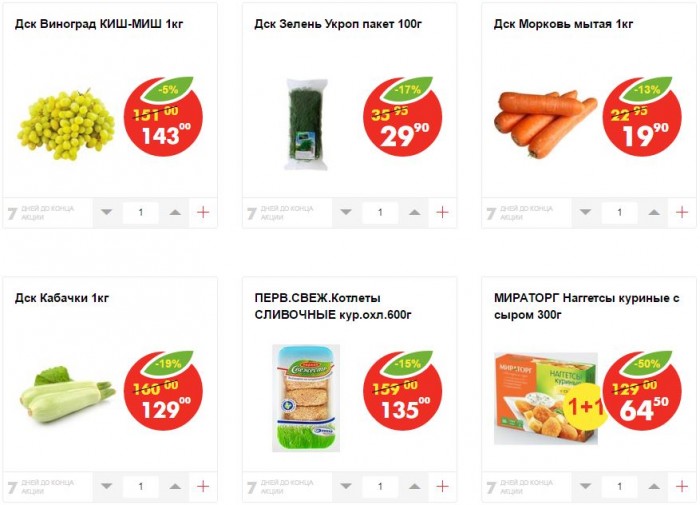 Дск Виноград КИШ-МИШ 1кг
-5%
151 00
143 00
7 ДНЕЙ ДО КОНЦА
АКЦИИ
1
+
Дск Зелень Укроп пакет 100г
-17%
35 95
29 90
7 ДНЕЙ ДО КОНЦА
АКЦИИ
1
+
Дск Морковь мытая 1кг
-13%
22 95
19 90
7 ДНЕЙ ДО КОНЦА
АКЦИИ
1
+
Дск Кабачки 1кг
-19%
160 00
129 00
7 ДНЕЙ ДО КОНЦА
АКЦИИ
1
+
ПЕРВ.СВЕЖ.Котлеты
СЛИВОЧНЫЕ кур.охл.600г
-15%
159 00
135 00
7 ДНЕЙ ДО КОНЦА
АКЦИИ
1
+
МИРАТОРГ Наггетсы куриные с
сыром 300г
МИРАТОРГ
НАГГЕТСЫ
КУРИНЫЕ
1+1
-50%
129 00
64 50
7 ДНЕЙ ДО КОНЦА
АКЦИИ
1
+